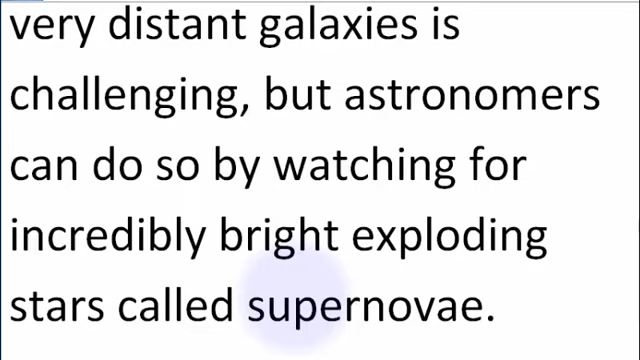 very distant galaxies is
challenging, but astronomers
can do so by watching for
incredibly bright exploding
stars called supernovae.